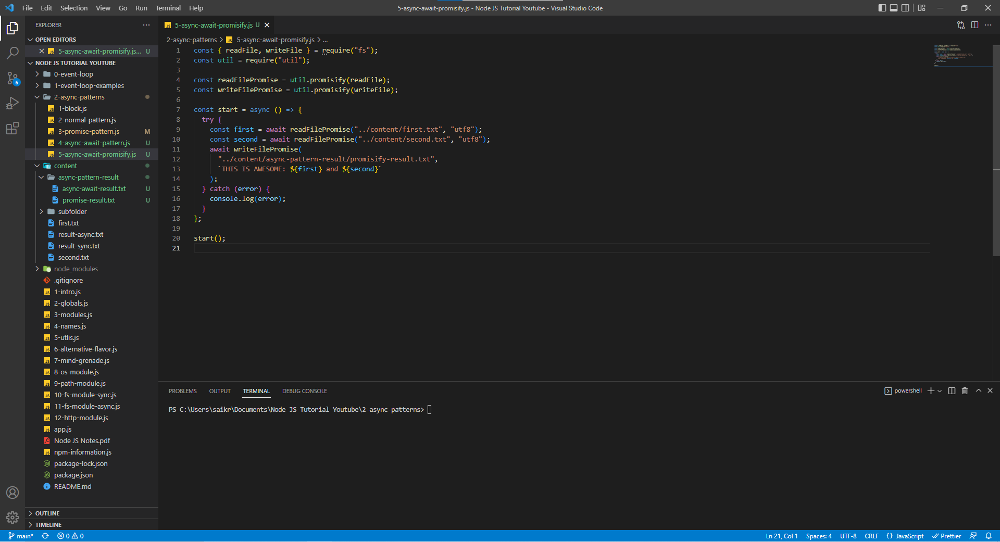 File Edit Selection View Go Run Terminal Help
5-async-await-promisify.js - Node JS Tutorial Youtube - Visual Studio Code
EXPLORER
OPEN EDITORS
5-async-await-promisify.js... U
NODE JS TUTORIAL YOUTUBE
0-event-loop
1-event-loop-examples
2-async-patterns
1-block.js
2-normal-pattern.js
3-promise-pattern.js M
4-async-await-pattern.js U
5-async-await-promisify.js U
content
async-pattern-result
async-await-result.txt U
promise-result.txt U
subfolder
first.txt
result-async.txt
result-sync.txt
second.txt
node_modules
.gitignore
1-intro.js
2-globals.js
3-modules.js
4-names.js
5-utlis.js
6-alternative-flavor.js
7-mind-grenade.js
8-os-module.js
9-path-module.js
10-fs-module-sync.js
11-fs-module-async.js
12-http-module.js
app.js
Node JS Notes.pdf
npm-information.js
package-lock.json
package.json
README.md
OUTLINE
TIMELINE
6
5-async-await-promisify.js U
2-async-patterns > 5-async-await-promisify.js > ...
1 const { readFile, writeFile } = require("fs");
2 const util = require("util");
3
4 const readFilePromise = util.promisify(readFile);
5 const writeFilePromise = util.promisify(writeFile);
6
7 const start = async () => {
8 try {
9 const first = await readFilePromise("../content/first.txt", "utf8");
10 const second = await readFilePromise("../content/second.txt", "utf8");
11 await writeFilePromise(
12 "../content/async-pattern-result/promisify-result.txt",
13 `THIS IS AWESOME: ${first} and ${second}`
14 );
15 } catch (error) {
16 console.log(error);
17 }
18 };
19
20 start();
21
PROBLEMS OUTPUT TERMINAL DEBUG CONSOLE
powershell
PS C:\Users\saikr\Documents\Node JS Tutorial Youtube\2-async-patterns>
main* 0 0
Ln 21, Col 1 Spaces: 4 UTF-8 CRLF {} JavaScript Prettier